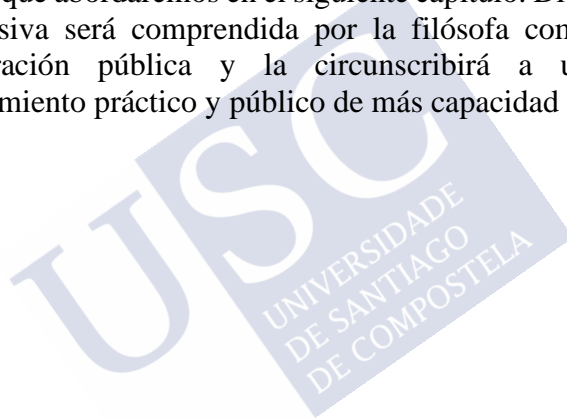 que abordaremos en el siguiente capítulo.
siva será comprendida por la filósofa
ración pública y la circunscribirá a
miento práctico y público de más capacidad
USC
UNIVERSIDADE
DE SANTIAGO
DE COMPOSTELA